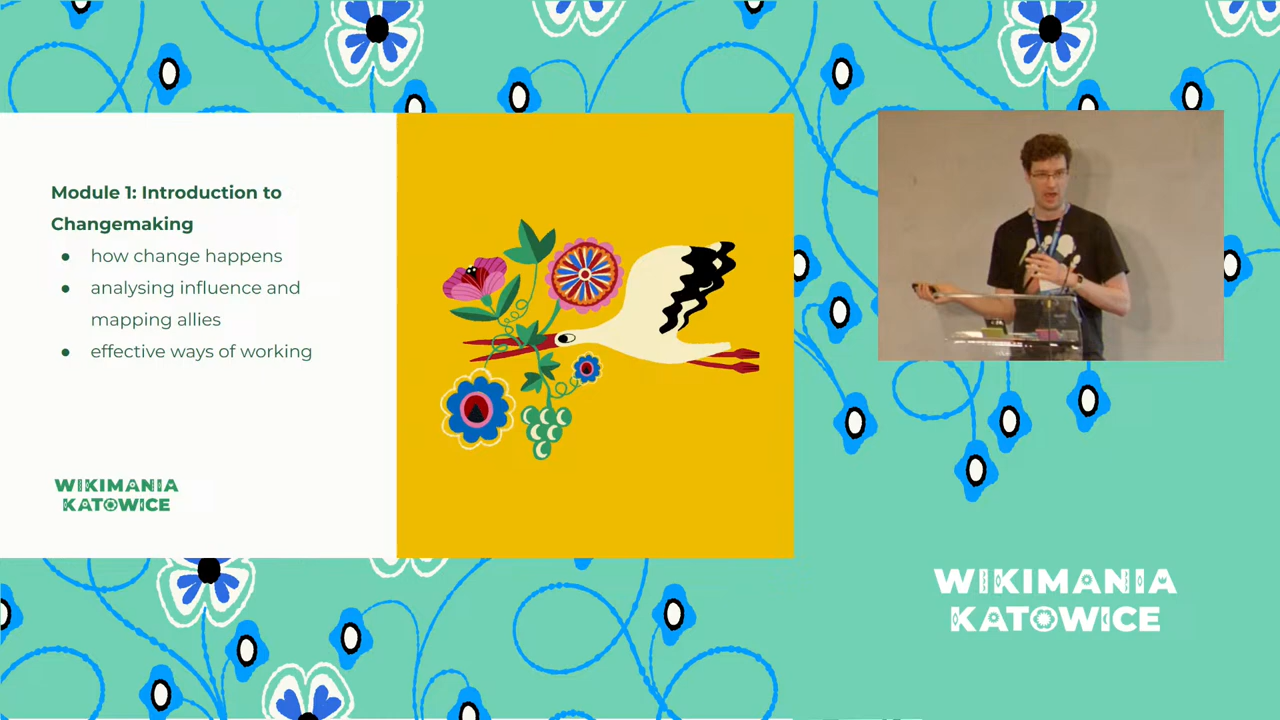 Module 1: Introduction to
Changemaking
● how change happens
● analysing influence and
mapping allies
● effective ways of working
WIKIMANIA
KATOWICE
WIKIMANIA
KATOWICE